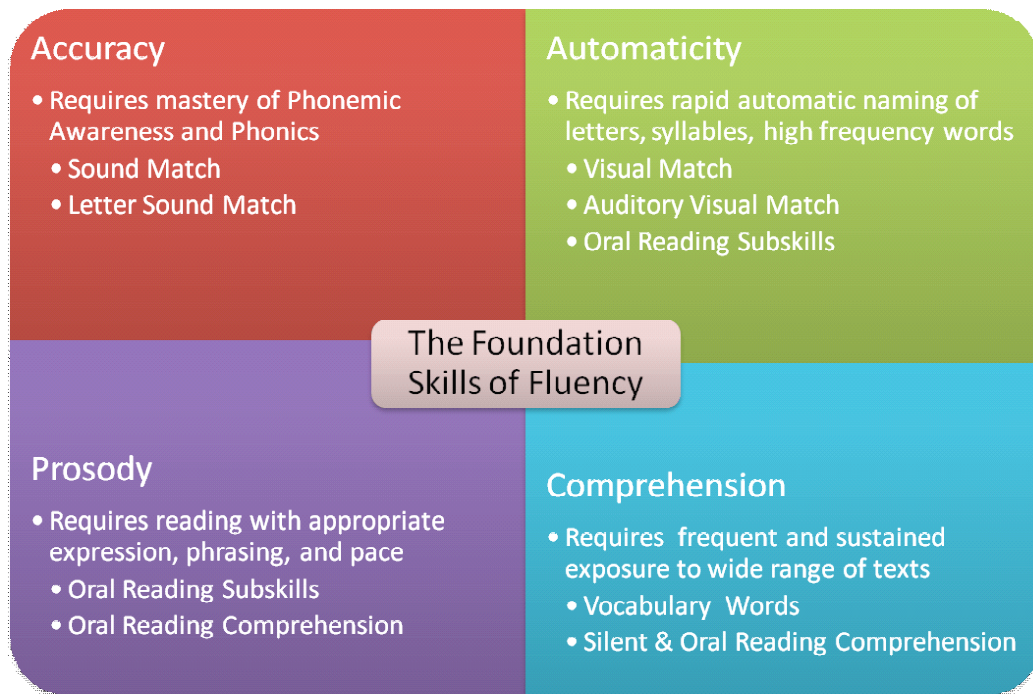 Accuracy
• Requires mastery of Phonemic
Awareness and Phonics
• Sound Match
• Letter Sound Match
Automaticity
• Requires rapid automatic naming of
letters, syllables, high frequency words
• Visual Match
• Auditory Visual Match
• Oral Reading Subskills
The Foundation
Skills of Fluency
Prosody
• Requires reading with appropriate
expression, phrasing, and pace
• Oral Reading Subskills
• Oral Reading Comprehension
Comprehension
• Requires frequent and sustained
exposure to wide range of texts
• Vocabulary Words
• Silent & Oral Reading Comprehension